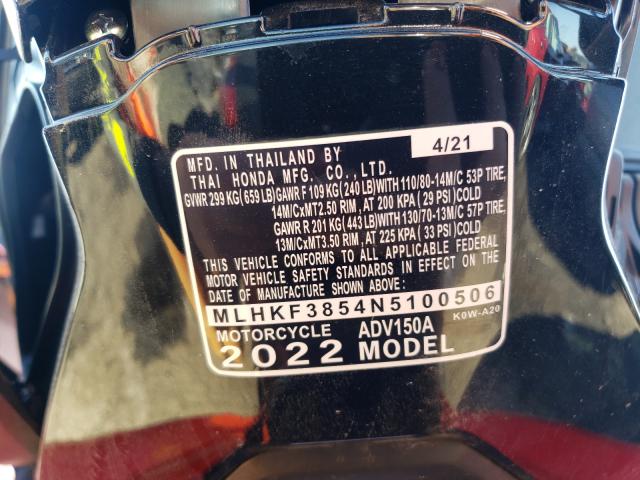 4/21
MFD. IN THAILAND BY
THAI HONDA MFG. CO., LTD.
GVWR 299 KG (659 LB) GAWR F 109 KG (240 LB) WITH 110/80-14M/C 53P TIRE,
14M/CxMT2.50 RIM, AT 200 KPA (29 PSI) COLD
GAWR R 201 KG (443 LB) WITH 130/70-13M/C 57P TIRE,
13M/CxMT3.50 RIM, AT 225 KPA (33 PSI) COLD
THIS VEHICLE CONFORMS TO ALL APPLICABLE FEDERAL
MOTOR VEHICLE SAFETY STANDARDS IN EFFECT ON THE
DATE OF MANUFACTURE SHOWN ABOVE:
MLHKF3854N5100506
MOTORCYCLE ADV150A K0W-A20
2022 MODEL